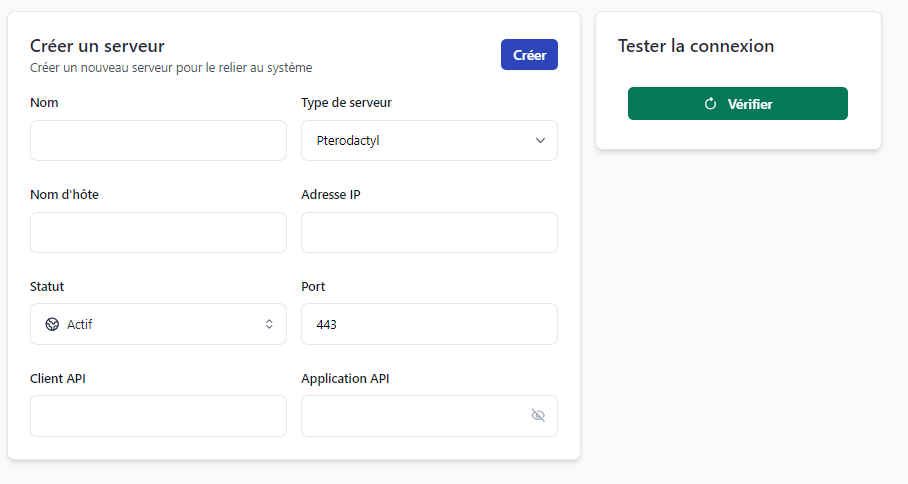 Créer un serveur
Créer un nouveau serveur pour le relier au système
Créer
Nom
Type de serveur
Pterodactyl
Nom d'hôte
Adresse IP
Statut
Port
Actif
443
Client API
Application API
Tester la connexion
Vérifier